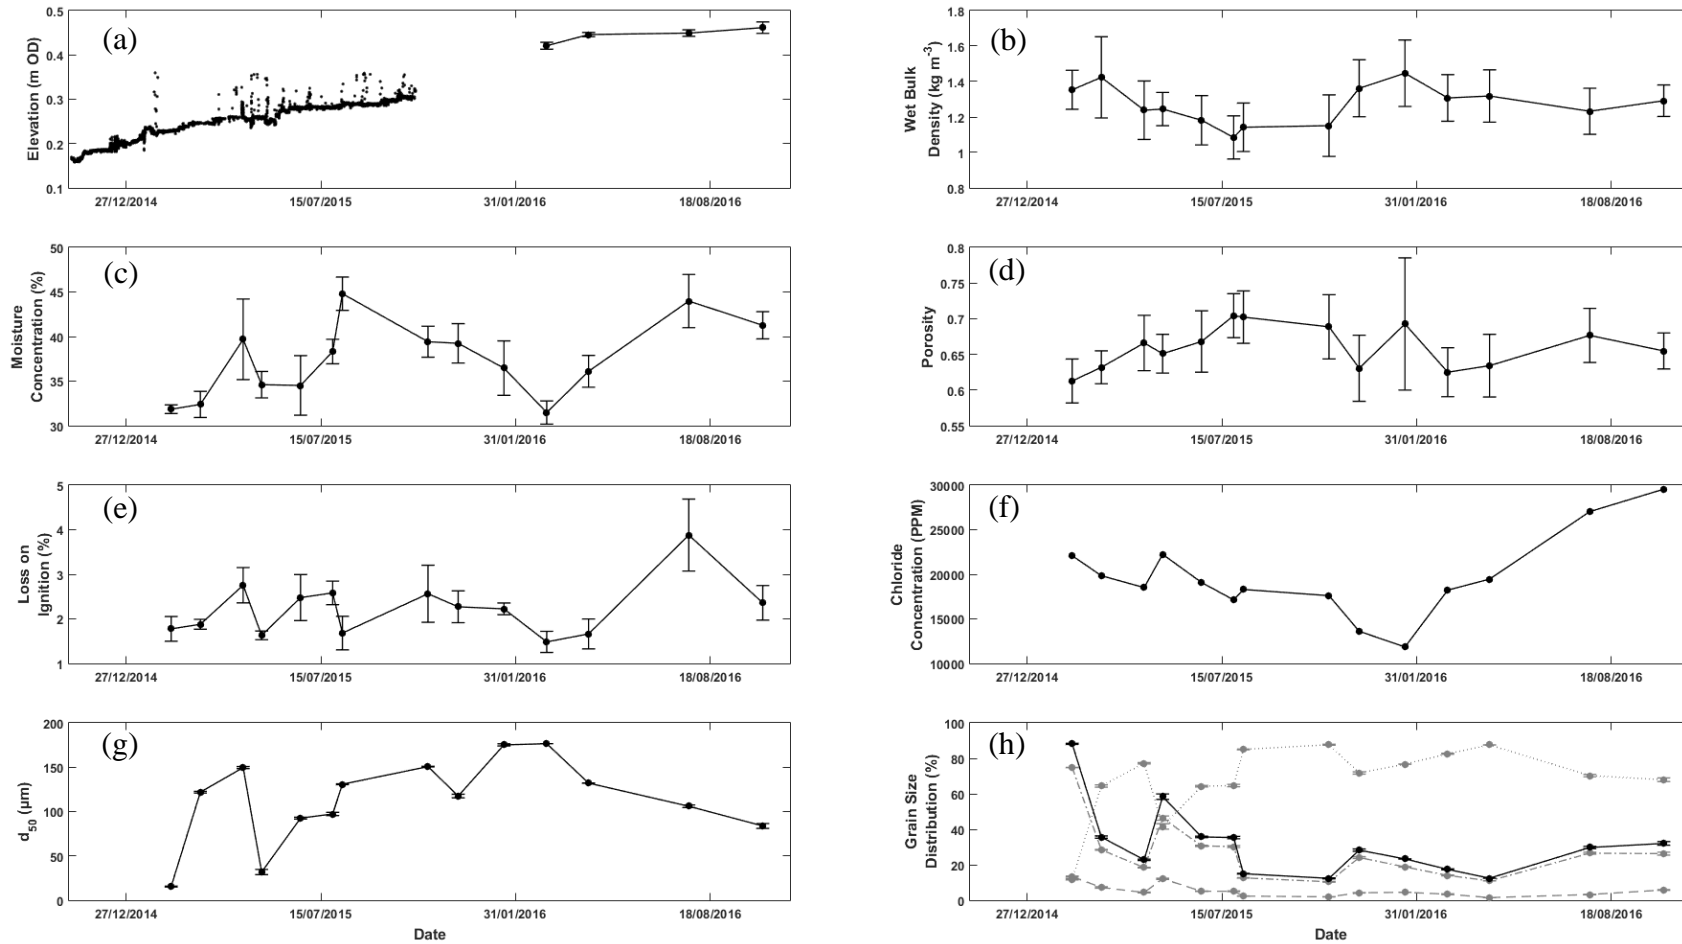 (a)
Elevation (m OD)
0.5
0.4
0.3
0.2
0.1
27/12/2014 15/07/2015 31/01/2016 18/08/2016
(b)
Wet Bulk
Density (kg m-3)
1.8
1.6
1.4
1.2
1
0.8
27/12/2014 15/07/2015 31/01/2016 18/08/2016
(c)
Moisture
Concentration (%)
50
45
40
35
30
27/12/2014 15/07/2015 31/01/2016 18/08/2016
(d)
Porosity
0.8
0.75
0.7
0.65
0.6
0.55
27/12/2014 15/07/2015 31/01/2016 18/08/2016
(e)
Loss on
Ignition (%)
5
4
3
2
1
27/12/2014 15/07/2015 31/01/2016 18/08/2016
(f)
Chloride
Concentration (PPM)
30000
25000
20000
15000
10000
27/12/2014 15/07/2015 31/01/2016 18/08/2016
(g)
d50 (µm)
200
150
100
50
0
27/12/2014 15/07/2015 31/01/2016 18/08/2016
Date
(h)
Grain Size
Distribution (%)
100
80
60
40
20
0
27/12/2014 15/07/2015 31/01/2016 18/08/2016
Date